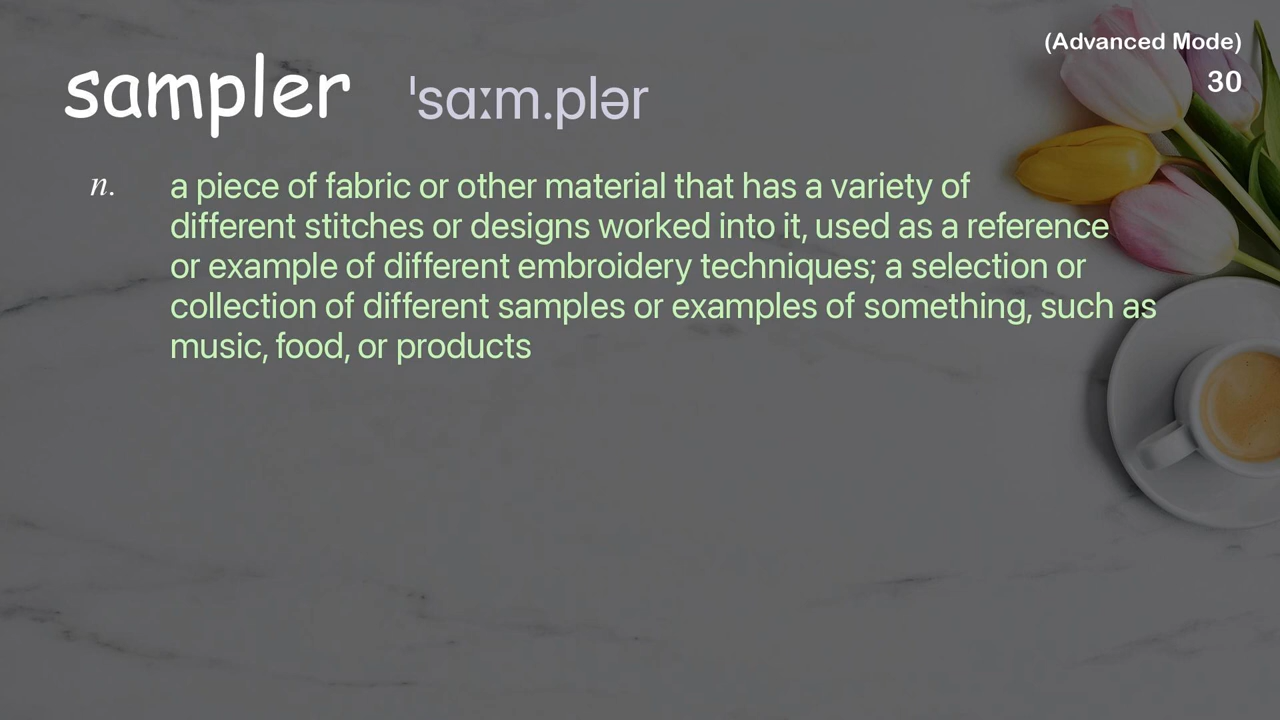 (Advanced Mode)
30
sampler ˈsɑːm.plər
n. a piece of fabric or other material that has a variety of
different stitches or designs worked into it, used as a reference
or example of different embroidery techniques; a selection or
collection of different samples or examples of something, such as
music, food, or products